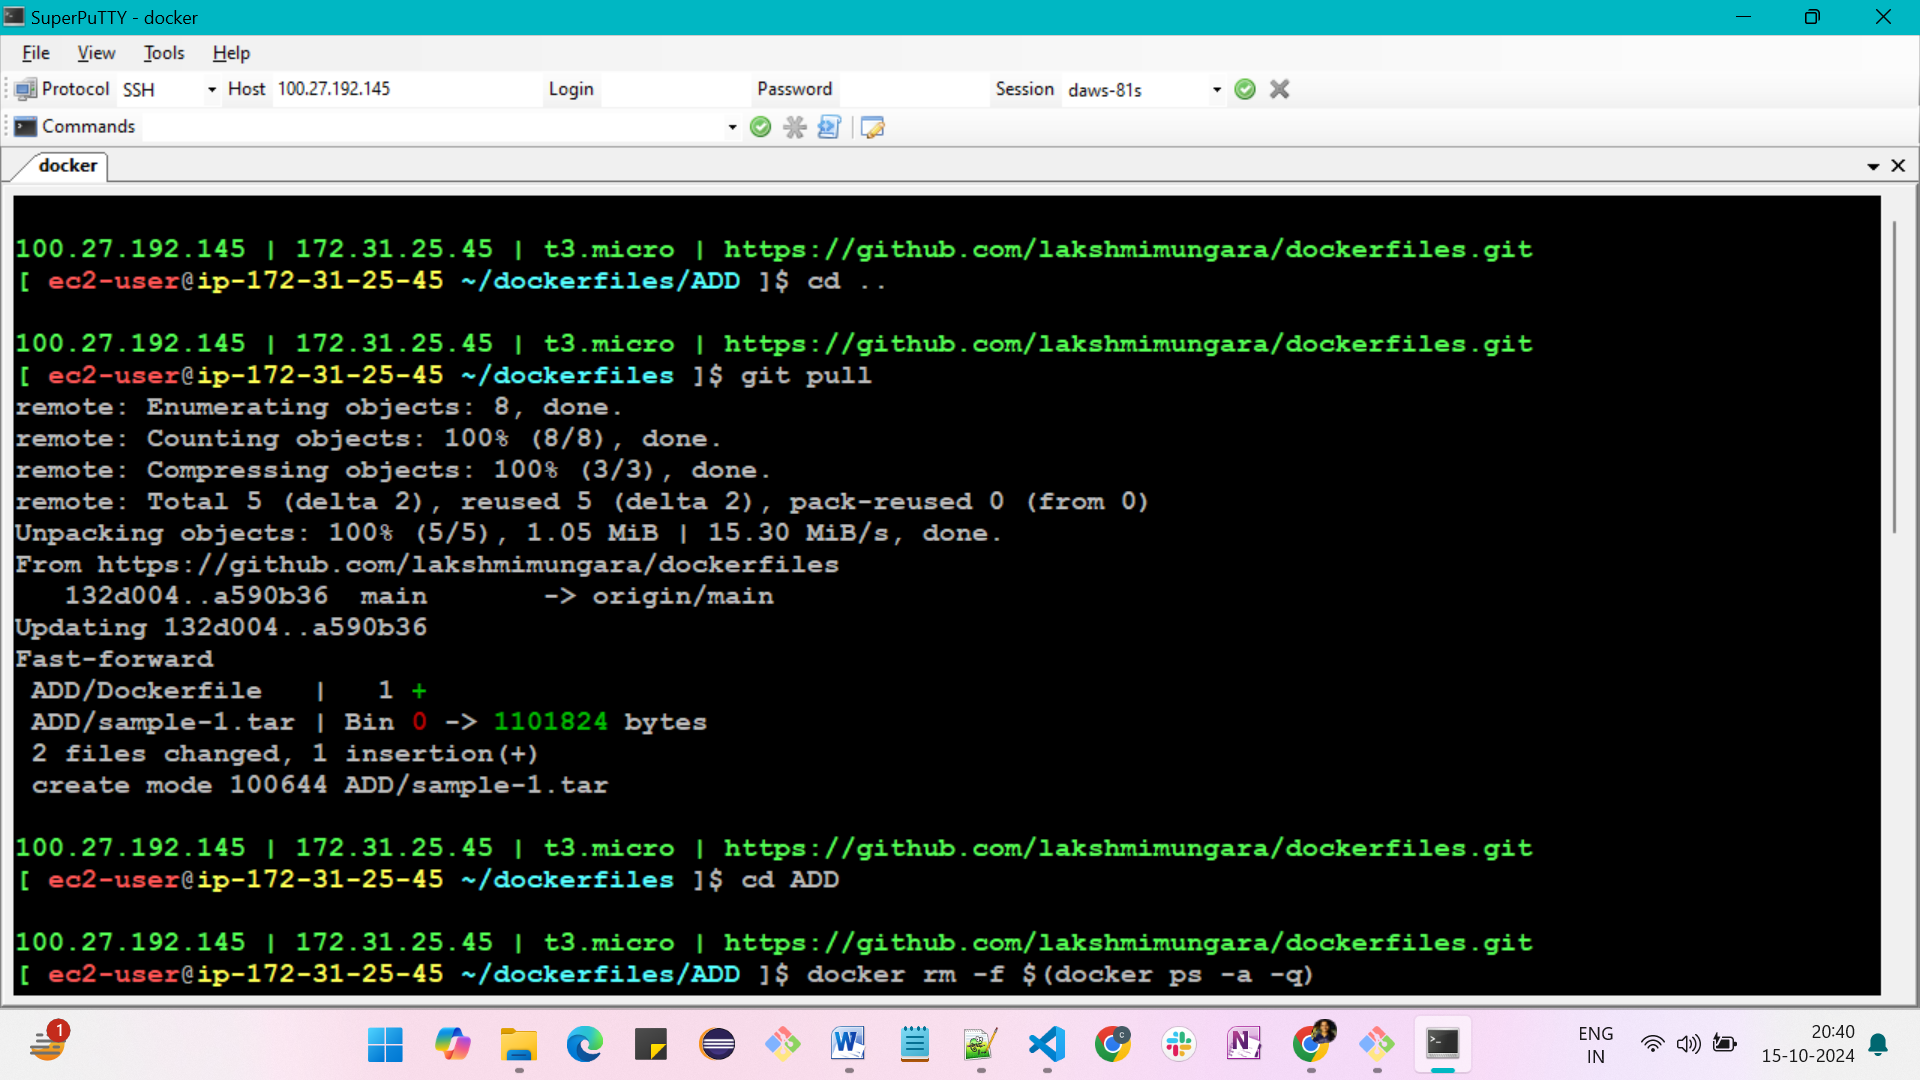 SuperPuTTY - docker
File View Tools Help
Protocol SSH Host 100.27.192.145 Login Password Session daws-81s
Commands
docker
100.27.192.145 | 172.31.25.45 | t3.micro | https://github.com/lakshmimungara/dockerfiles.git
[ ec2-user@ip-172-31-25-45 ~/dockerfiles/ADD ]$ cd ..
100.27.192.145 | 172.31.25.45 | t3.micro | https://github.com/lakshmimungara/dockerfiles.git
[ ec2-user@ip-172-31-25-45 ~/dockerfiles ]$ git pull
remote: Enumerating objects: 8, done.
remote: Counting objects: 100% (8/8), done.
remote: Compressing objects: 100% (3/3), done.
remote: Total 5 (delta 2), reused 5 (delta 2), pack-reused 0 (from 0)
Unpacking objects: 100% (5/5), 1.05 MiB | 15.30 MiB/s, done.
From https://github.com/lakshmimungara/dockerfiles
132d004..a590b36  main       -> origin/main
Updating 132d004..a590b36
Fast-forward
ADD/Dockerfile   |   1 +
ADD/sample-1.tar | Bin 0 -> 1101824 bytes
2 files changed, 1 insertion(+)
create mode 100644 ADD/sample-1.tar
100.27.192.145 | 172.31.25.45 | t3.micro | https://github.com/lakshmimungara/dockerfiles.git
[ ec2-user@ip-172-31-25-45 ~/dockerfiles ]$ cd ADD
100.27.192.145 | 172.31.25.45 | t3.micro | https://github.com/lakshmimungara/dockerfiles.git
[ ec2-user@ip-172-31-25-45 ~/dockerfiles/ADD ]$ docker rm -f $(docker ps -a -q)
1
ENG 20:40
IN 15-10-2024